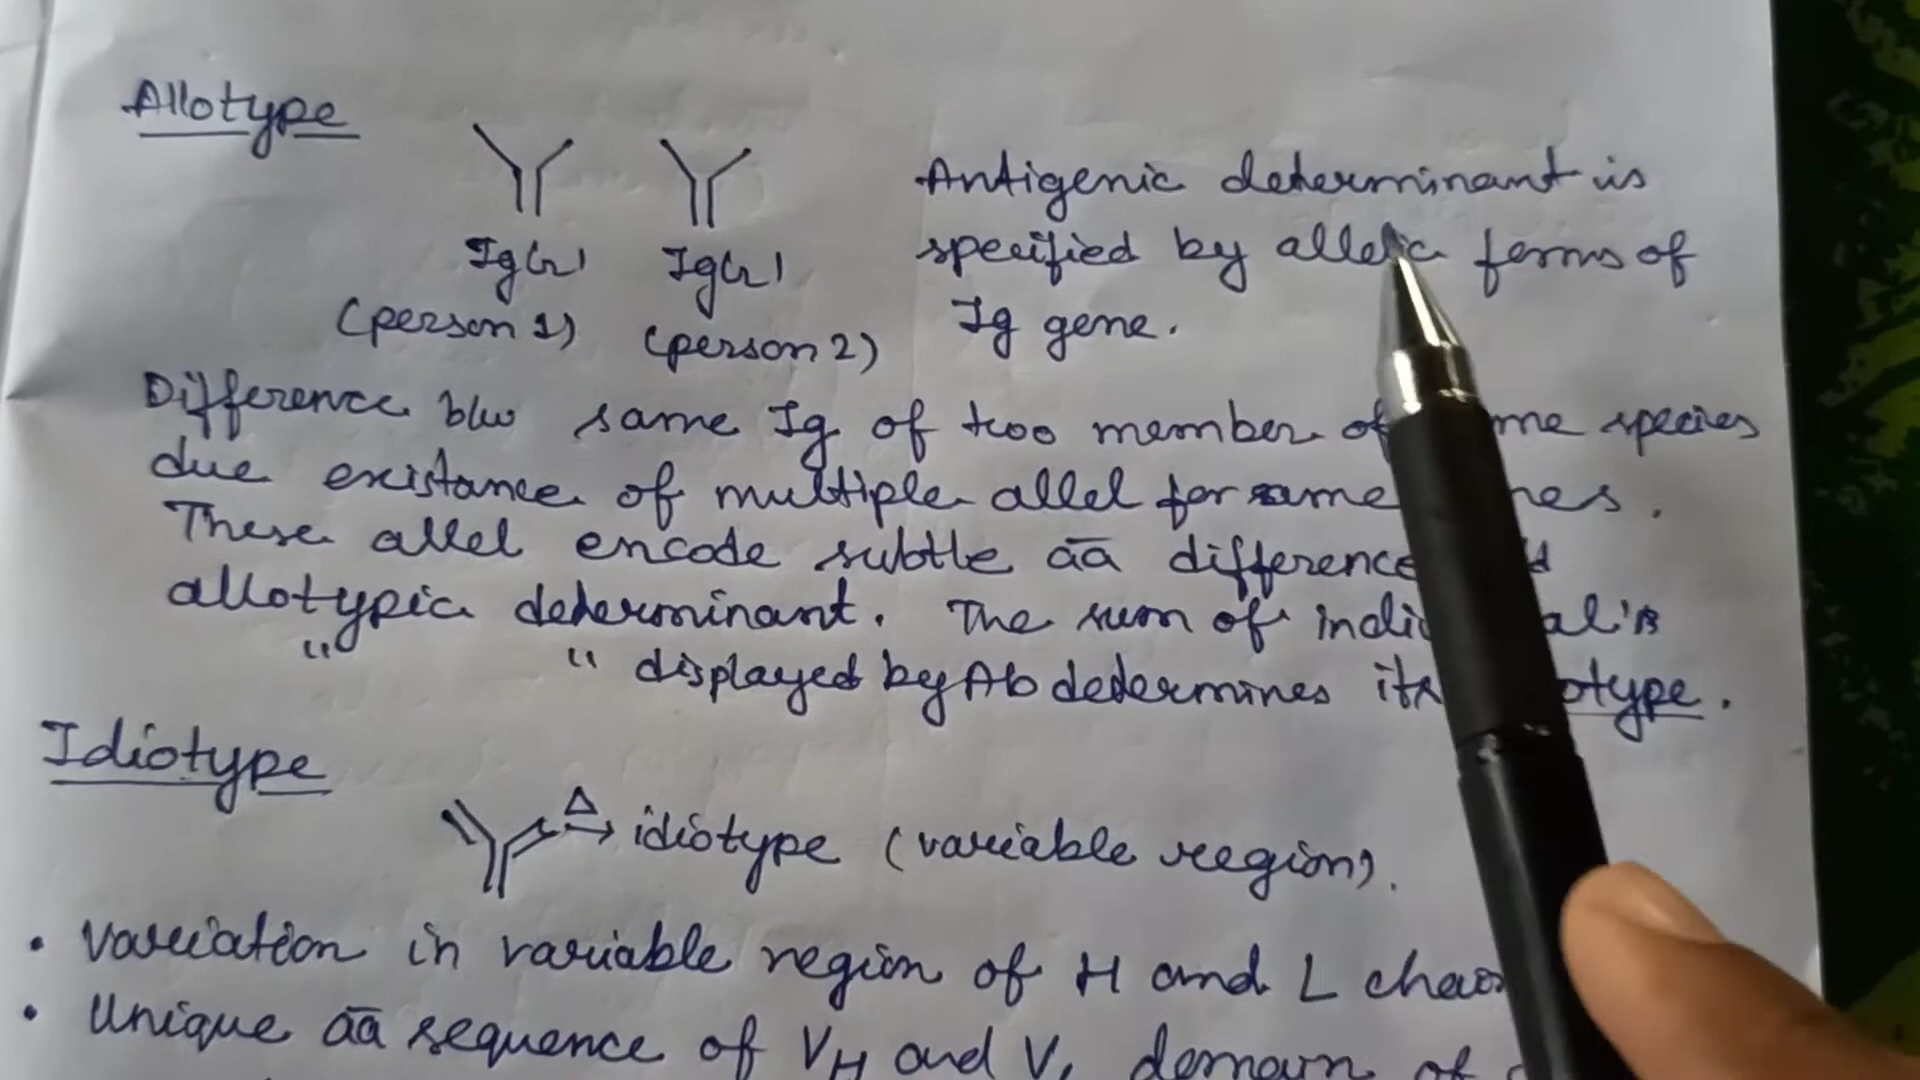 Allotype
IgG1 IgG1
(person 1) (person 2)
Antigenic determinant is
specified by allelic forms of
Ig gene.
Difference b/w same Ig of two member of species
due existance of multiple allel for same
These allel encode subtle āā difference
allotypic determinant. The sum of
" " displayed by Ab determines its
Idiotype
idiotype (variable region).
• Variation in variable region of H and L
• Unique āā sequence of VH and VL domain of